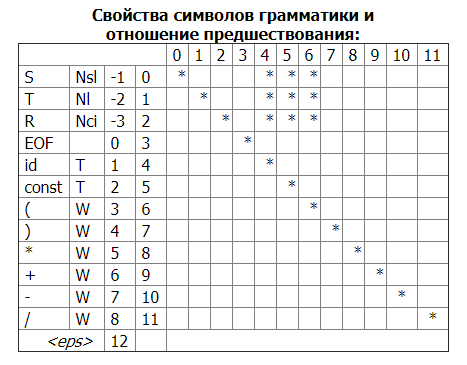 Свойства символов грамматики и
отношение предшествования:
0 1 2 3 4 5 6 7 8 9 10 11
S Nsl -1 0 * * * *
T Nl -2 1 * * * *
R Nci -3 2 * * * *
EOF 0 3 *
id T 1 4 *
const T 2 5 *
( W 3 6 *
) W 4 7 *
* W 5 8 *
+ W 6 9 *
- W 7 10 *
/ W 8 11 *
<eps> 12